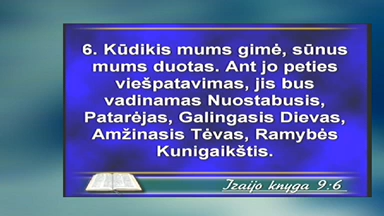 6. Kūdikis mums gimė, sūnus
mums duotas. Ant jo peties
viešpatavimas, jis bus
vadinamas Nuostabusis,
Patarėjas, Galingasis Dievas,
Amžinasis Tėvas, Ramybės
Kunigaikštis.
Izaijo knyga 9:6